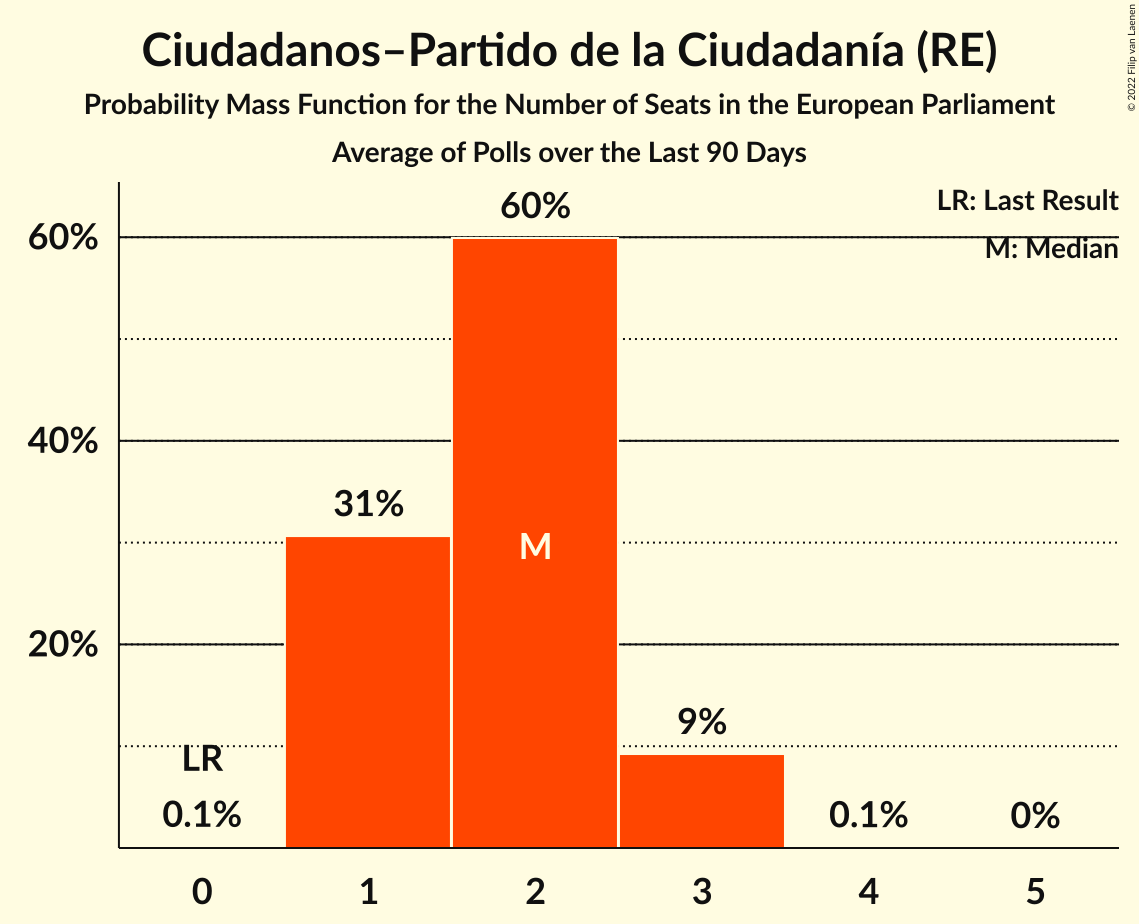 Ciudadanos–Partido de la Ciudadanía (RE)
Probability Mass Function for the Number of Seats in the European Parliament
Average of Polls over the Last 90 Days
© 2022 Filip van Laenen
LR: Last Result
M: Median
60%
40%
20%
60%
31%
M
9%
LR
0.1%
0.1%
0%
0 1 2 3 4 5